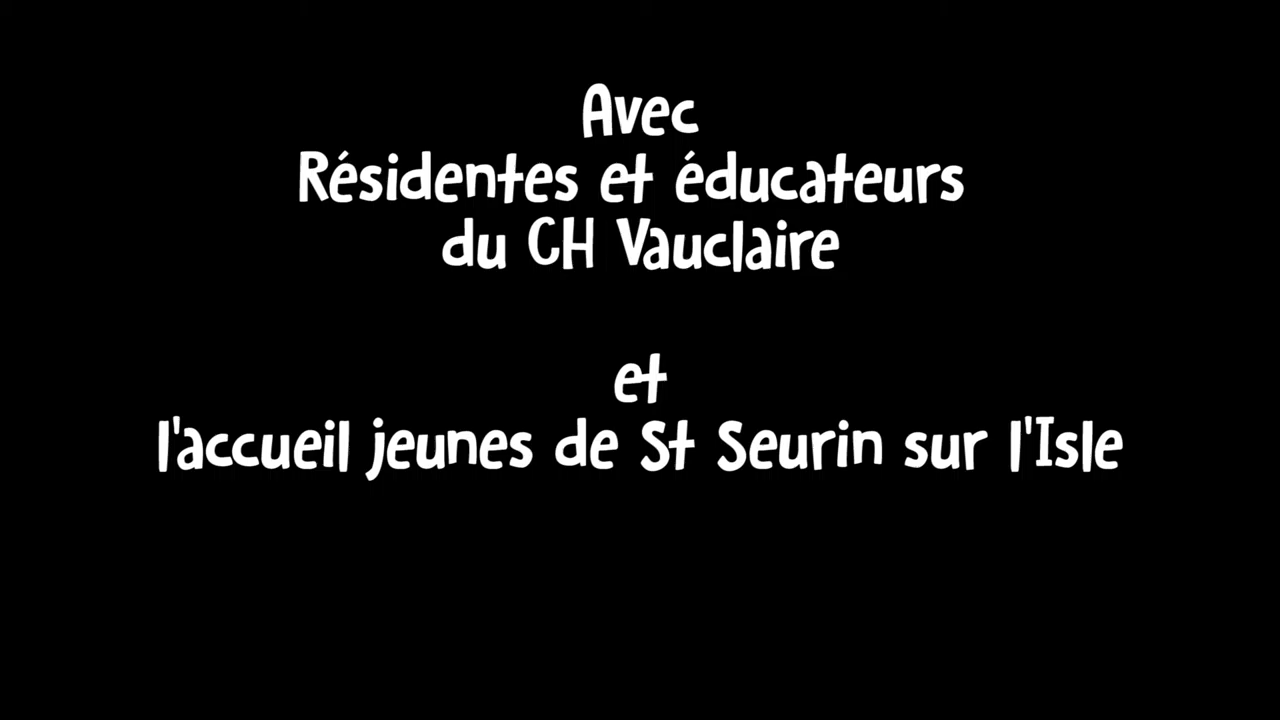 Avec
Résidentes et éducateurs
du CH Vauclaire
et
l'accueil jeunes de St Seurin sur l'Isle